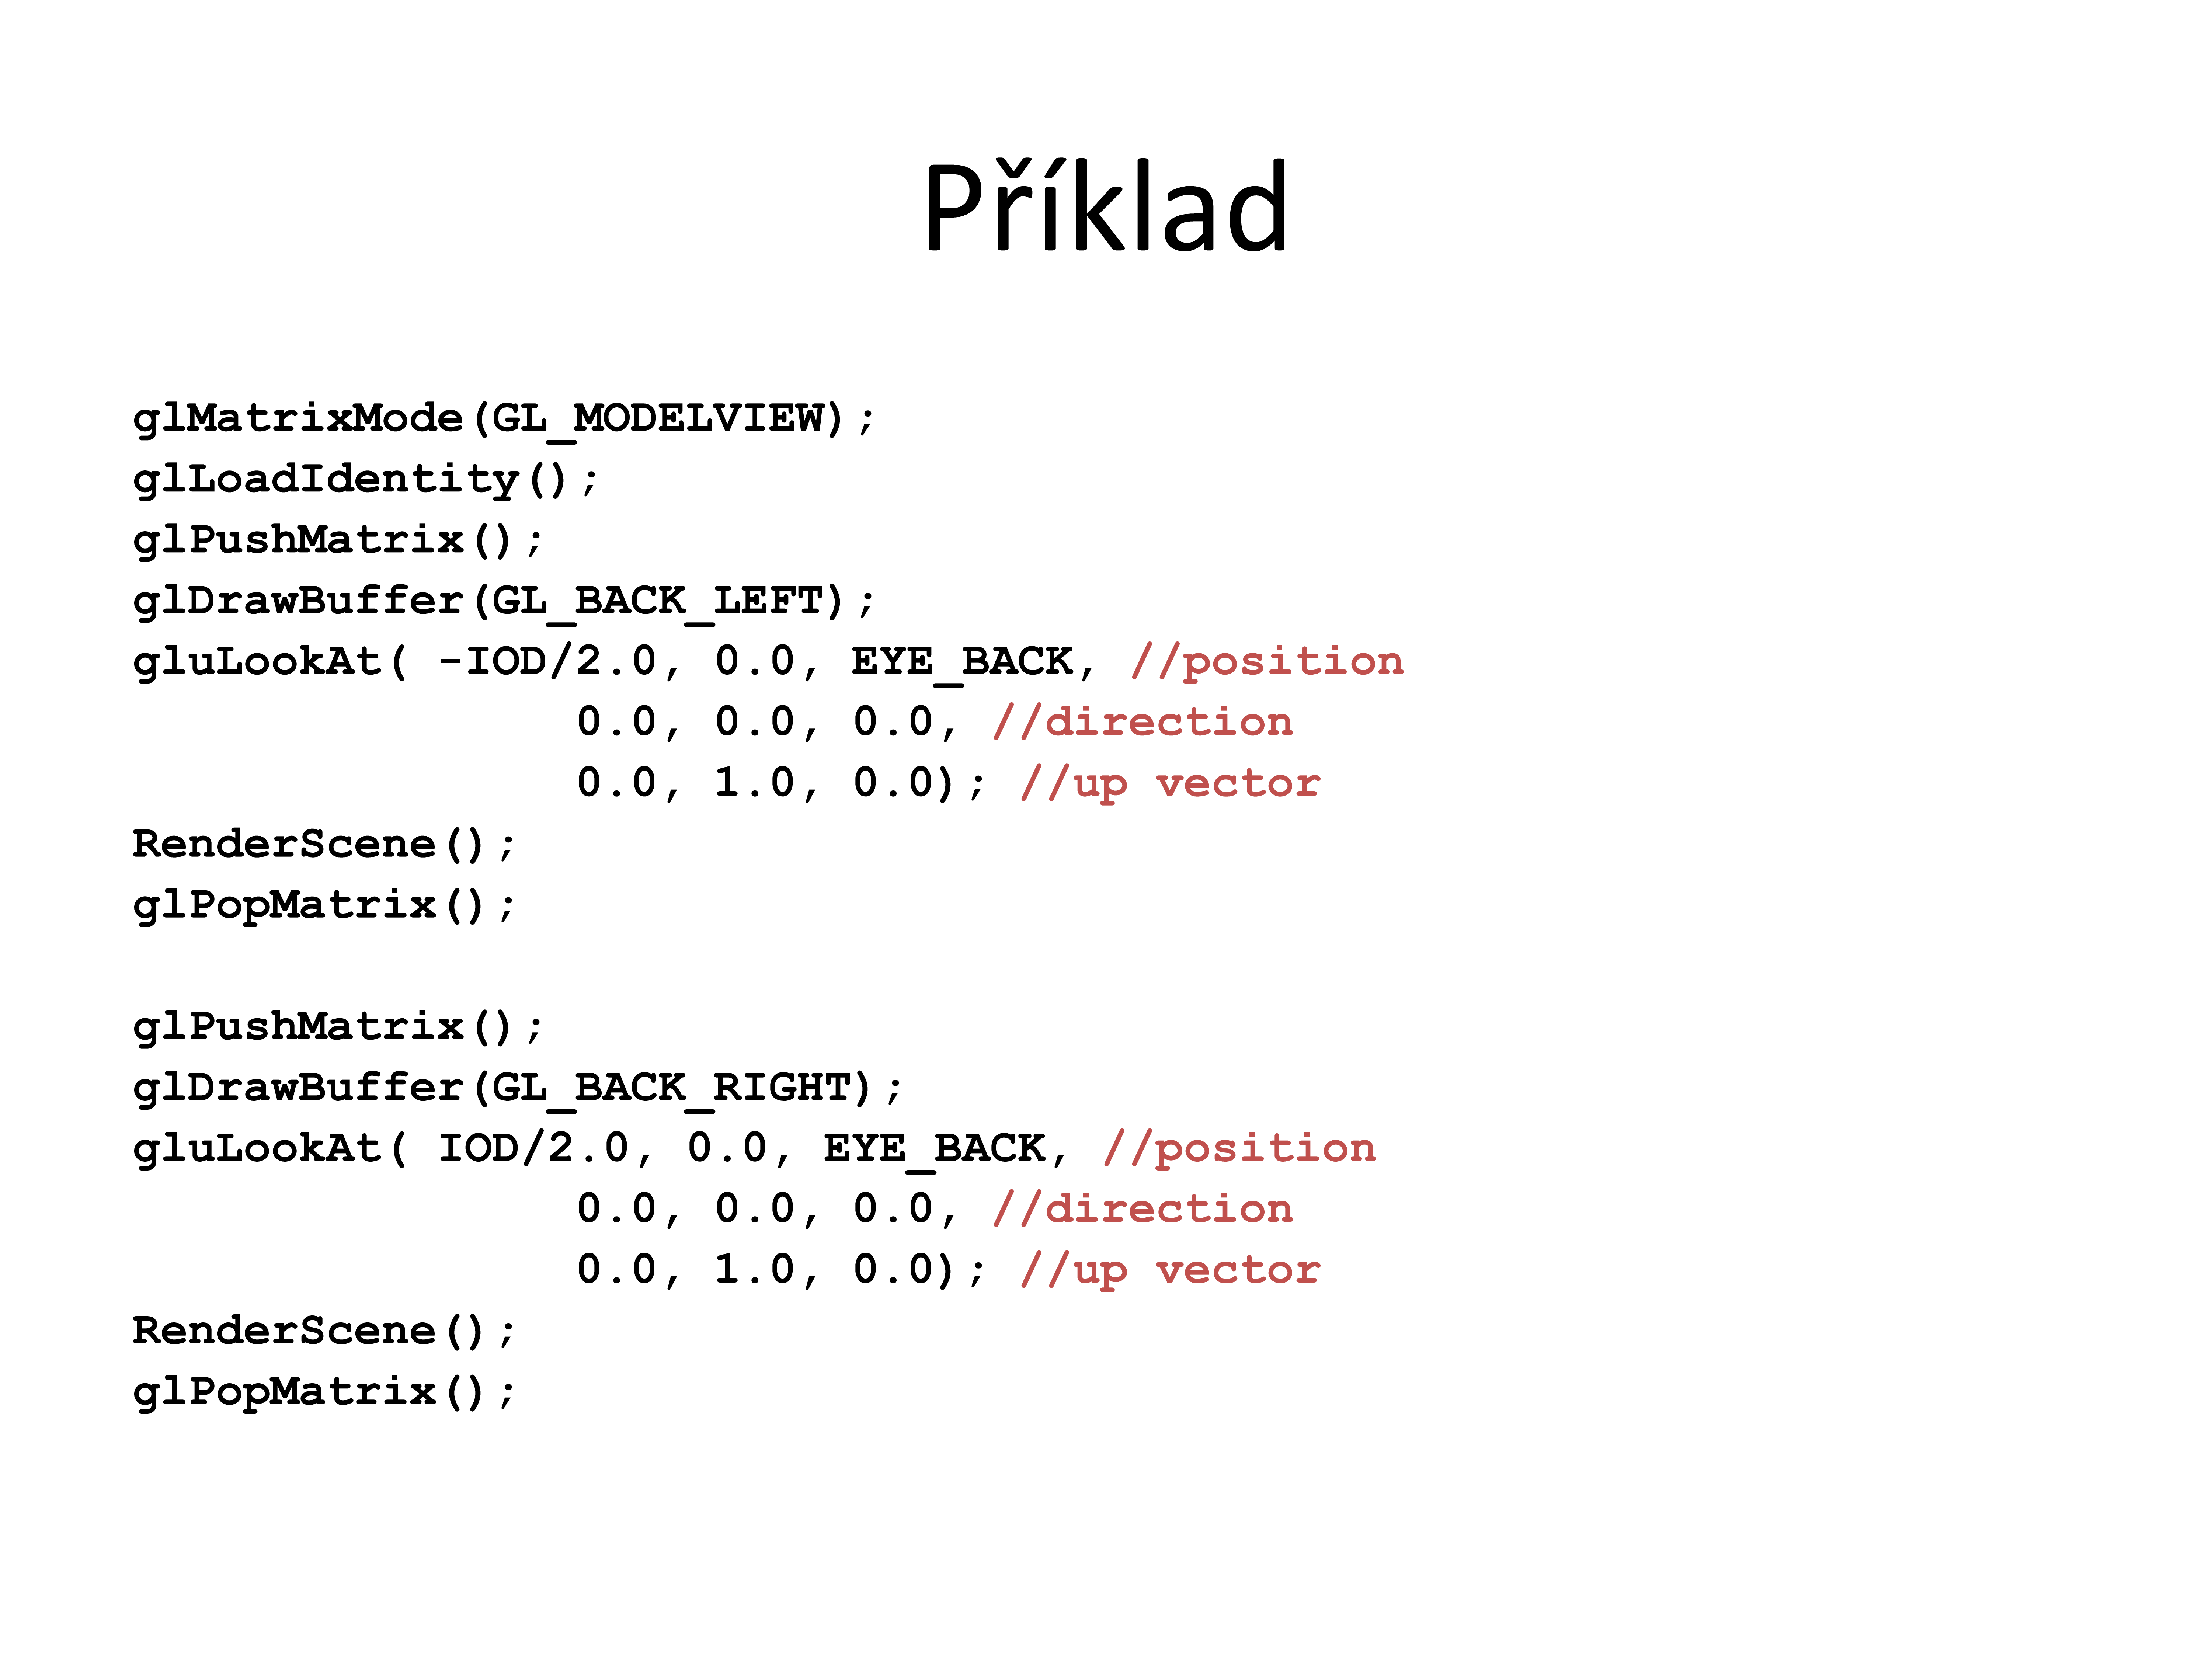 Příklad
glMatrixMode(GL_MODELVIEW);
glLoadIdentity();
glPushMatrix();
glDrawBuffer(GL_BACK_LEFT);
gluLookAt( -IOD/2.0, 0.0, EYE_BACK, //position
0.0, 0.0, 0.0, //direction
0.0, 1.0, 0.0); //up vector
RenderScene();
glPopMatrix();
glPushMatrix();
glDrawBuffer(GL_BACK_RIGHT);
gluLookAt( IOD/2.0, 0.0, EYE_BACK, //position
0.0, 0.0, 0.0, //direction
0.0, 1.0, 0.0); //up vector
RenderScene();
glPopMatrix();